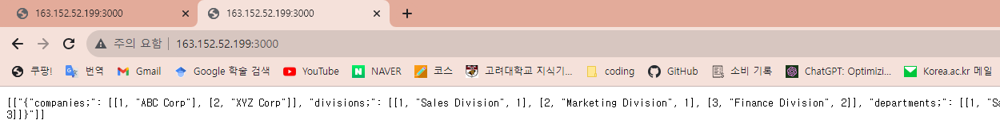 163.152.52.199:3000
163.152.52.199:3000
주의 요함 | 163.152.52.199:3000
쿠팡! 번역 Gmail Google 학술 검색 YouTube NAVER 코스 고려대학교 지식기... coding GitHub 소비 기록 ChatGPT: Optimizi... Korea.ac.kr 메일
[["{"companies;": [[1, "ABC Corp"], [2, "XYZ Corp"]], "divisions;": [[1, "Sales Division", 1], [2, "Marketing Division", 1], [3, "Finance Division", 2]], "departments;": [[1, "Sa
3]]}"]]